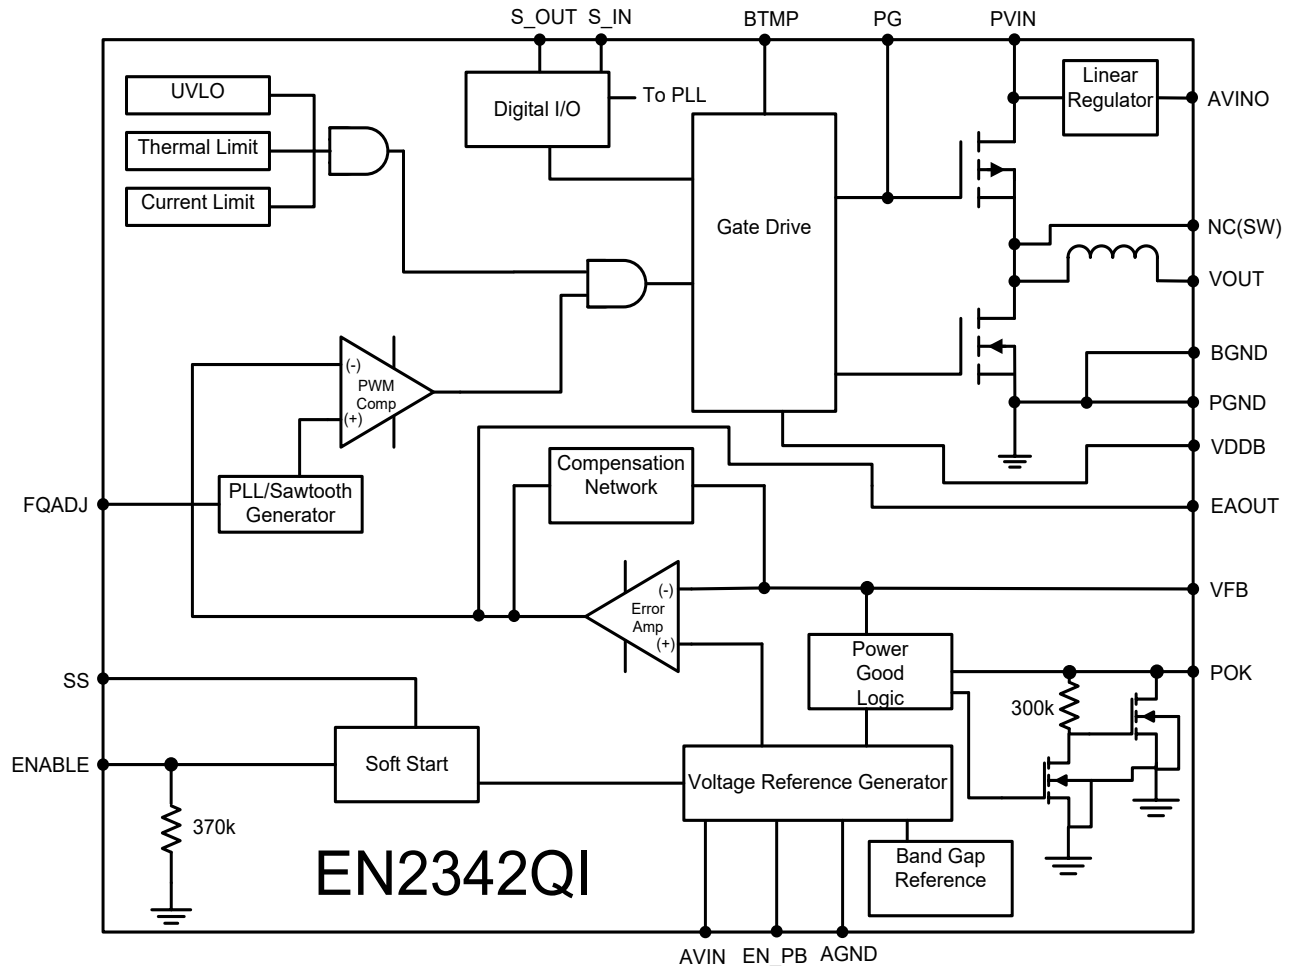 S_OUT S_IN BTMP PG PVIN
UVLO
Thermal Limit
Current Limit
Digital I/O
To PLL
Linear
Regulator
AVINO
Gate Drive
NC(SW)
VOUT
BGND
PGND
VDDB
EAOUT
(-)
PWM
Comp
(+)
FQADJ
PLL/Sawtooth
Generator
Compensation
Network
(-)
Error
Amp
(+)
VFB
Power
Good
Logic
POK
300k
SS
ENABLE
Soft Start
Voltage Reference Generator
370k
EN2342QI
Band Gap
Reference
AVIN EN_PB AGND